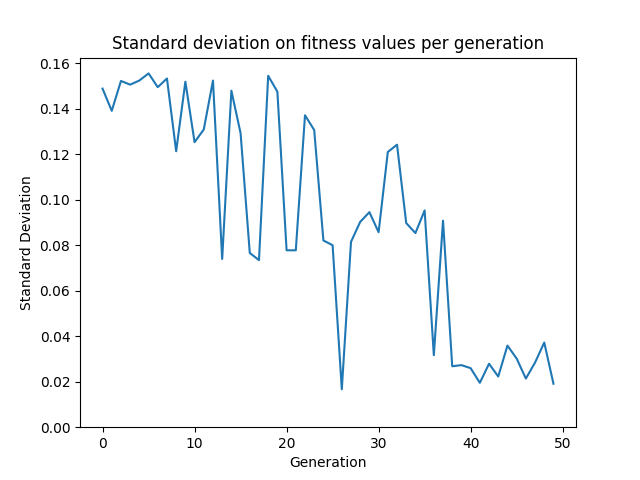 Standard deviation on fitness values per generation
0.16
0.14
0.12
0.10
0.08
0.06
0.04
0.02
0.00
Standard Deviation
0 10 20 30 40 50
Generation